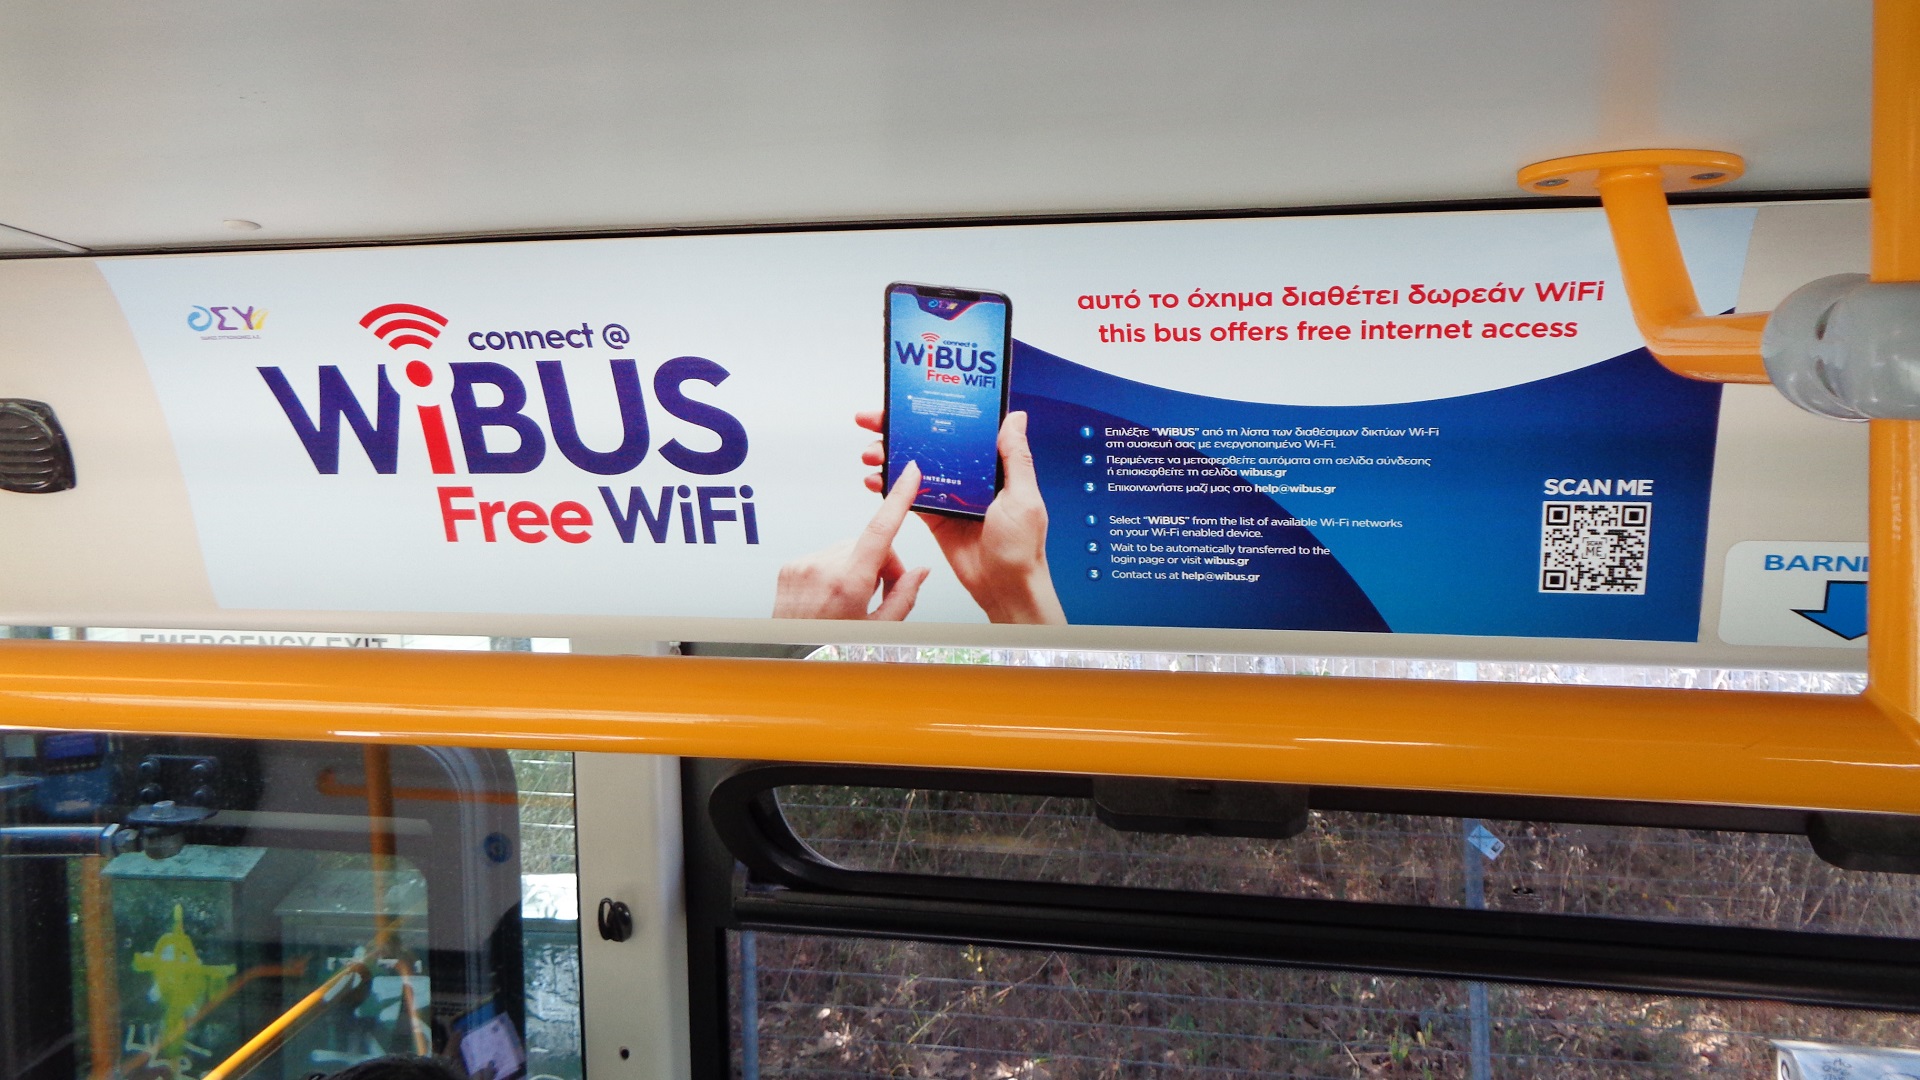 ΟΣΥ
connect @
WiBUS
Free WiFi
ΟΣΥ
connect @
WiBUS
Free WiFi
INTERBUS
αυτό το όχημα διαθέτει δωρεάν WiFi
this bus offers free internet access
1 Επιλέξτε "WiBUS" από τη λίστα των διαθέσιμων δικτύων Wi-Fi
στη συσκευή σας με ενεργοποιημένο Wi-Fi.
2 Περιμένετε να μεταφερθείτε αυτόματα στη σελίδα σύνδεσης
ή επισκεφθείτε τη σελίδα wibus.gr
3 Επικοινωνήστε μαζί μας στο help@wibus.gr
1 Select "WiBUS" from the list of available Wi-Fi networks
on your Wi-Fi enabled device.
2 Wait to be automatically transferred to the
login page or visit wibus.gr
3 Contact us at help@wibus.gr
SCAN ME
SCAN
ME
BARN
EMERGENCY EXIT